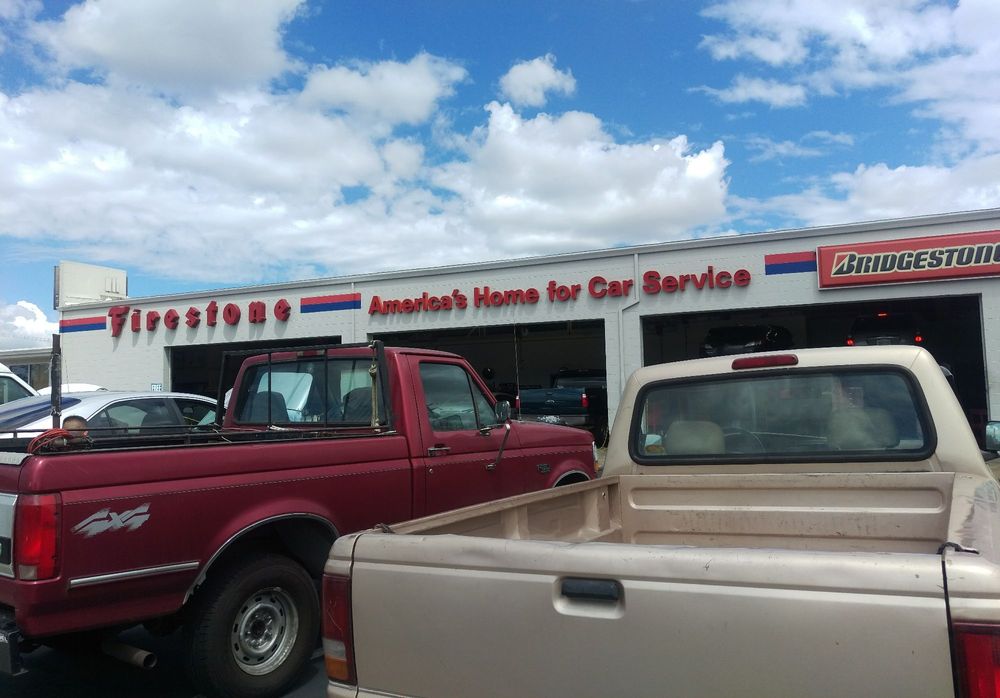 Firestone
America's Home for Car Service
BRIDGESTONE
4X4